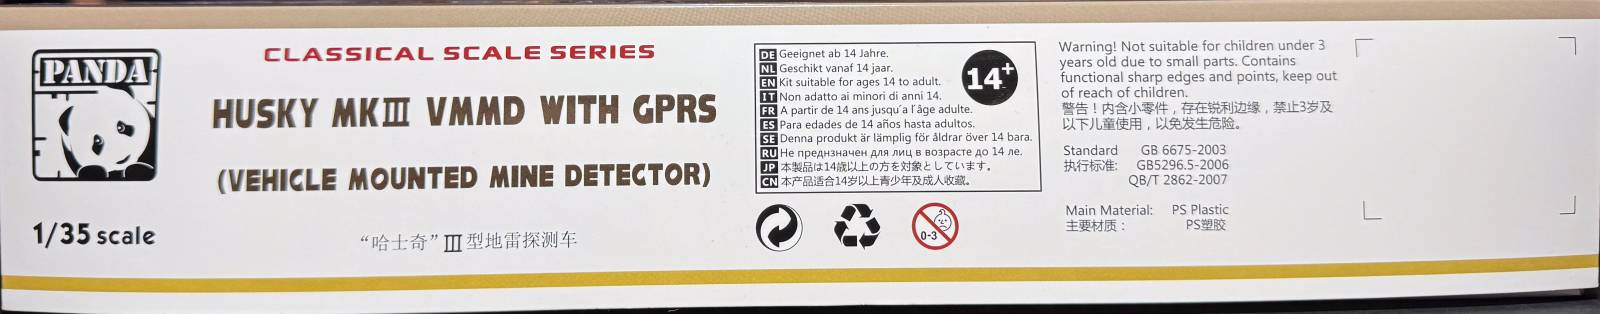 PANDA
1/35 scale
CLASSICAL SCALE SERIES
HUSKY MKIII VMMD WITH GPRS
(VEHICLE MOUNTED MINE DETECTOR)
“哈士奇”III型地雷探测车
DE Geeignet ab 14 Jahre.
NL Geschikt vanaf 14 jaar.
EN Kit suitable for ages 14 to adult.
IT Non adatto ai minori di anni 14.
FR A partir de 14 ans jusqu´a l´âge adulte.
ES Para edades de 14 años hasta adultos.
SE Denna produkt är lämplig för åldrar över 14 bara.
RU Не преднзначен для лиц в возрасте до 14 ле.
JP 本製品は14歳以上の方を対象としています。
CN 本产品适合14岁以上青少年及成人收藏。
14+
0-3
Warning! Not suitable for children under 3
years old due to small parts. Contains
functional sharp edges and points, keep out
of reach of children.
警告！内含小零件，存在锐利边缘，禁止3岁及
以下儿童使用，以免发生危险。
Standard GB 6675-2003
执行标准: GB5296.5-2006
QB/T 2862-2007
Main Material: PS Plastic
主要材质： PS塑胶